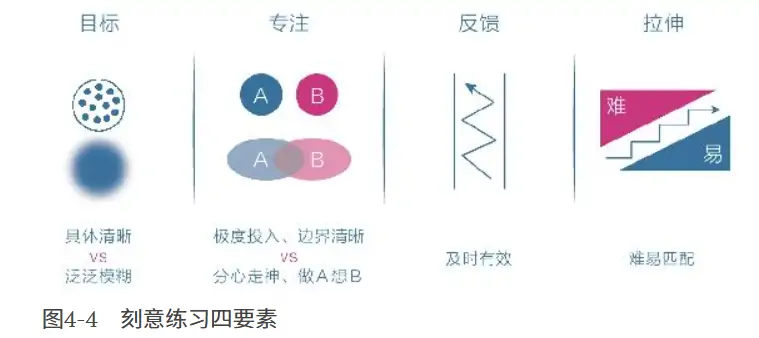 目标
专注
反馈
拉伸
A
B
难
A
B
易
具体清晰
VS
泛泛模糊
极度投入、边界清晰
VS
分心走神、做A想B
及时有效
难易匹配
图4-4 刻意练习四要素